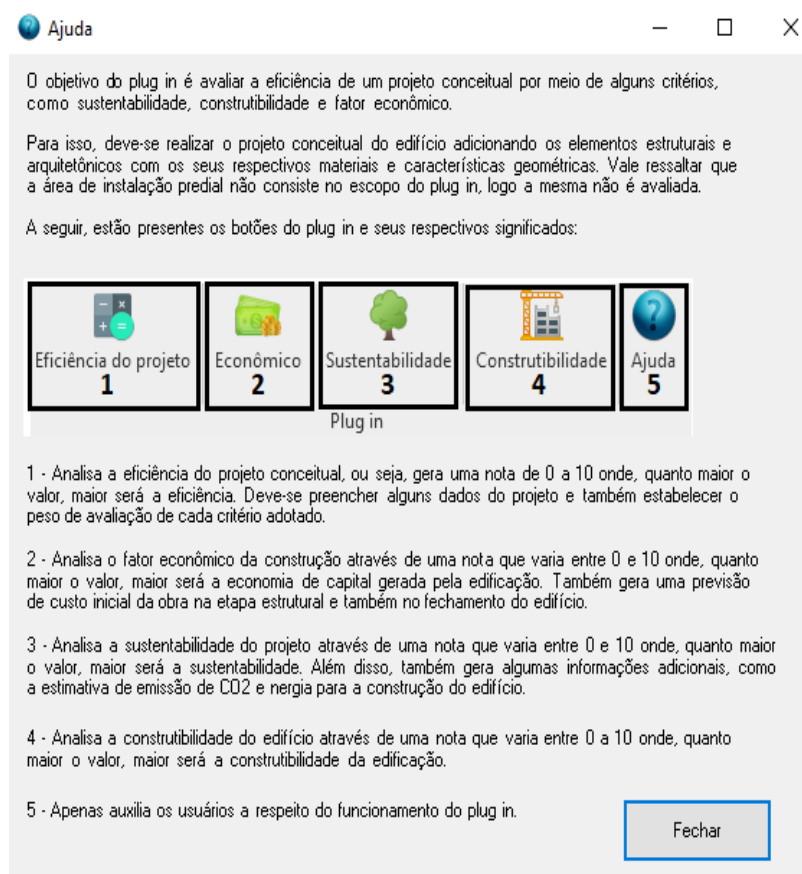 Ajuda
O objetivo do plug in é avaliar a eficiência de um projeto conceitual por meio de alguns critérios,
como sustentabilidade, construtibilidade e fator econômico.
Para isso, deve-se realizar o projeto conceitual do edifício adicionando os elementos estruturais e
arquitetônicos com os seus respectivos materiais e características geométricas. Vale ressaltar que
a área de instalação predial não consiste no escopo do plug in, logo a mesma não é avaliada.
A seguir, estão presentes os botões do plug in e seus respectivos significados:
Eficiência do projeto Econômico Sustentabilidade Construtibilidade Ajuda
1 2 3 4 5
Plug in
1 - Analisa a eficiência do projeto conceitual, ou seja, gera uma nota de 0 a 10 onde, quanto maior o
valor, maior será a eficiência. Deve-se preencher alguns dados do projeto e também estabelecer o
peso de avaliação de cada critério adotado.
2 - Analisa o fator econômico da construção através de uma nota que varia entre 0 e 10 onde, quanto
maior o valor, maior será a economia de capital gerada pela edificação. Também gera uma previsão
de custo inicial da obra na etapa estrutural e também no fechamento do edifício.
3 - Analisa a sustentabilidade do projeto através de uma nota que varia entre 0 e 10 onde, quanto maior
o valor, maior será a sustentabilidade. Além disso, também gera algumas informações adicionais, como
a estimativa de emissão de CO2 e nergia para a construção do edifício.
4 - Analisa a construtibilidade do edifício através de uma nota que varia entre 0 a 10 onde, quanto
maior o valor, maior será a construtibilidade da edificação.
5 - Apenas auxilia os usuários a respeito do funcionamento do plug in.
Fechar